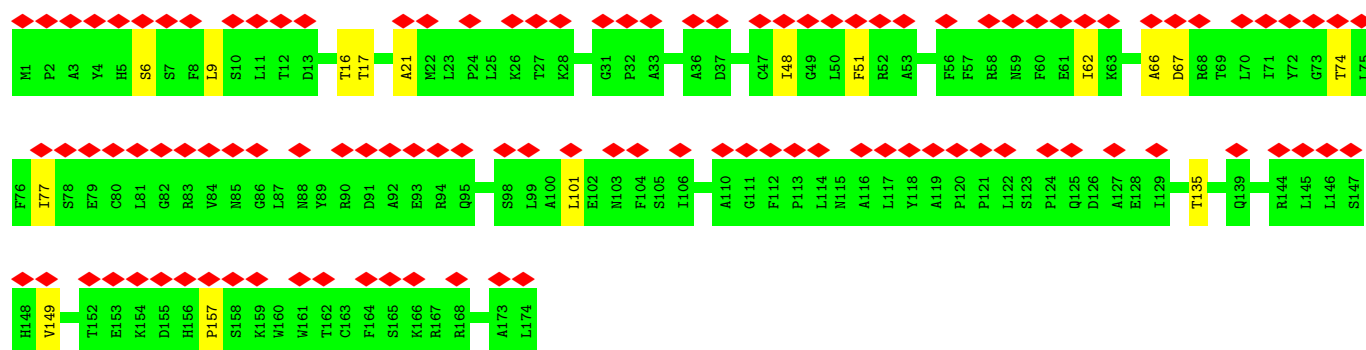 M1 P2 A3 Y4 H5 S6 S7 F8 L9 S10 L11 T12 D13 T16 T17 A21 M22 L23 P24 L25 K26 T27 K28 G31 P32 A33 A36 D37 C47 I48 G49 L50 F51 R52 A53 F56 F57 R58 N59 F60 E61 I62 K63 A66 D67 R68 T69 L70 I71 Y72 G73 T74 L75
F76 I77 S78 E79 C80 L81 G82 R83 V84 N85 G86 L87 N88 Y89 R90 D91 A92 E93 R94 Q95 S98 L99 A100 L101 E102 N103 F104 S105 I106 A110 G111 F112 P113 L114 N115 A116 L117 Y118 A119 P120 P121 L122 S123 P124 Q125 D126 A127 E128 I129 T135 Q139 R144 L145 L146 S147
H148 V149 T152 E153 K154 D155 H156 P157 S158 K159 W160 W161 T162 C163 F164 S165 K166 R167 R168 A173 L174